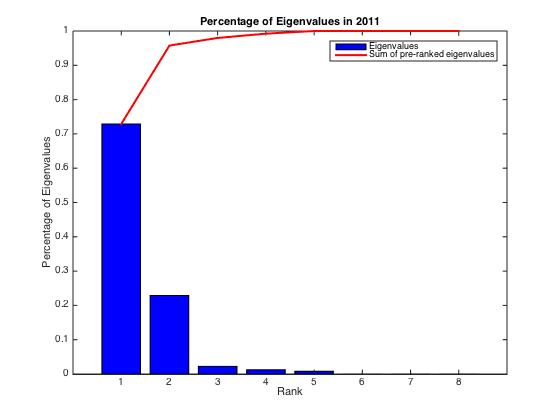 Percentage of Eigenvalues in 2011
Eigenvalues
Sum of pre-ranked eigenvalues
1
0.9
0.8
0.7
0.6
0.5
0.4
0.3
0.2
0.1
0
Percentage of Eigenvalues
1 2 3 4 5 6 7 8
Rank